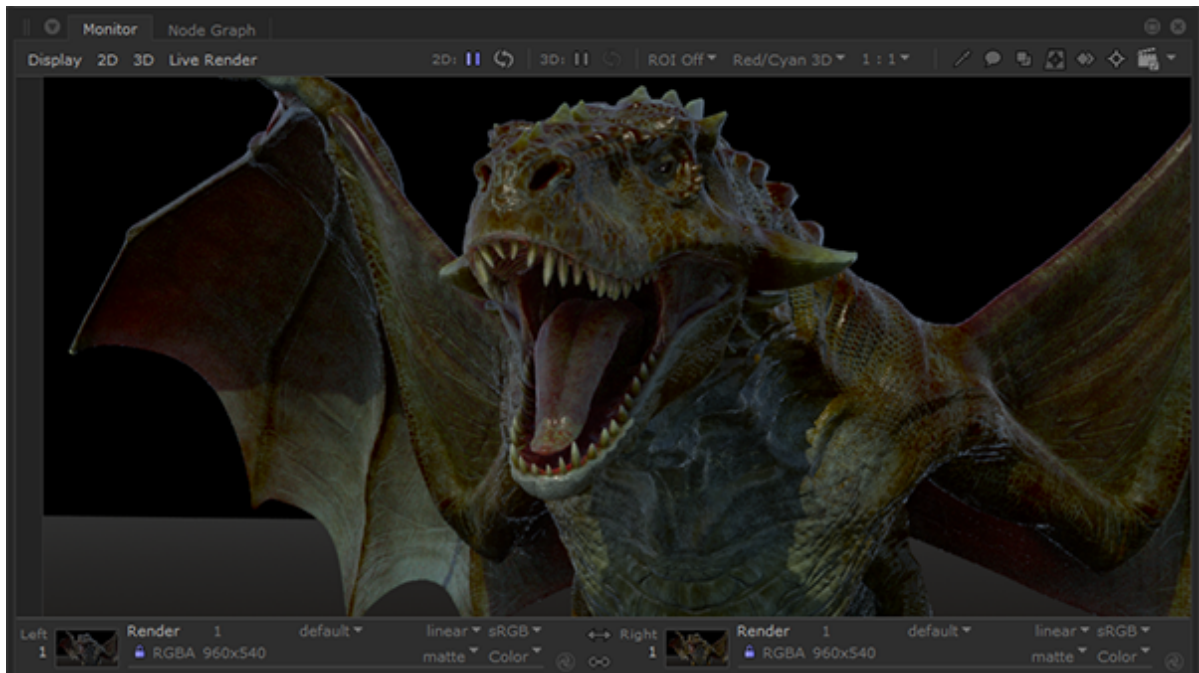 Monitor Node Graph
Display 2D 3D Live Render 2D: 3D: ROI Off Red/Cyan 3D 1 : 1
Left Render 1 default linear sRGB Right Render 1 default linear sRGB
1 RGBA 960x540 matte Color 1 RGBA 960x540 matte Color